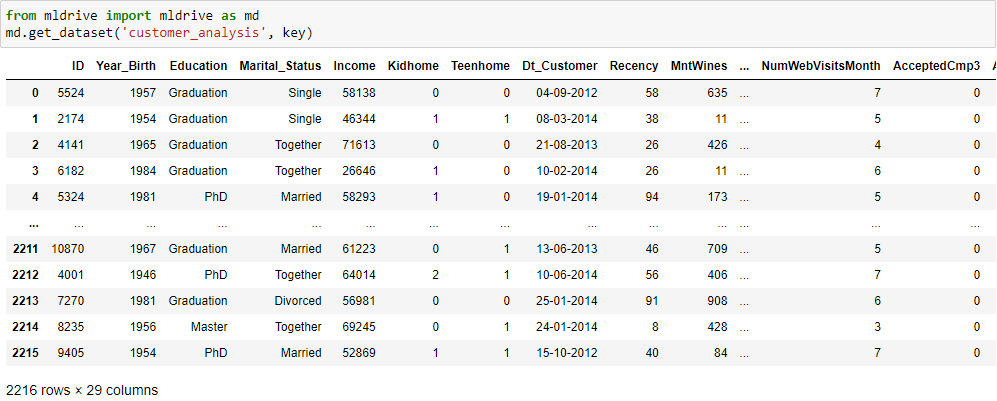 from mldrive import mldrive as md
md.get_dataset('customer_analysis', key)
ID Year_Birth Education Marital_Status Income Kidhome Teenhome Dt_Customer Recency MntWines ... NumWebVisitsMonth AcceptedCmp3
0 5524 1957 Graduation Single 58138 0 0 04-09-2012 58 635 ... 7 0
1 2174 1954 Graduation Single 46344 1 1 08-03-2014 38 11 ... 5 0
2 4141 1965 Graduation Together 71613 0 0 21-08-2013 26 426 ... 4 0
3 6182 1984 Graduation Together 26646 1 0 10-02-2014 26 11 ... 6 0
4 5324 1981 PhD Married 58293 1 0 19-01-2014 94 173 ... 5 0
... ... ... ... ... ... ... ... ... ... ... ... ... ...
2211 10870 1967 Graduation Married 61223 0 1 13-06-2013 46 709 ... 5 0
2212 4001 1946 PhD Together 64014 2 1 10-06-2014 56 406 ... 7 0
2213 7270 1981 Graduation Divorced 56981 0 0 25-01-2014 91 908 ... 6 0
2214 8235 1956 Master Together 69245 0 1 24-01-2014 8 428 ... 3 0
2215 9405 1954 PhD Married 52869 1 1 15-10-2012 40 84 ... 7 0
2216 rows × 29 columns